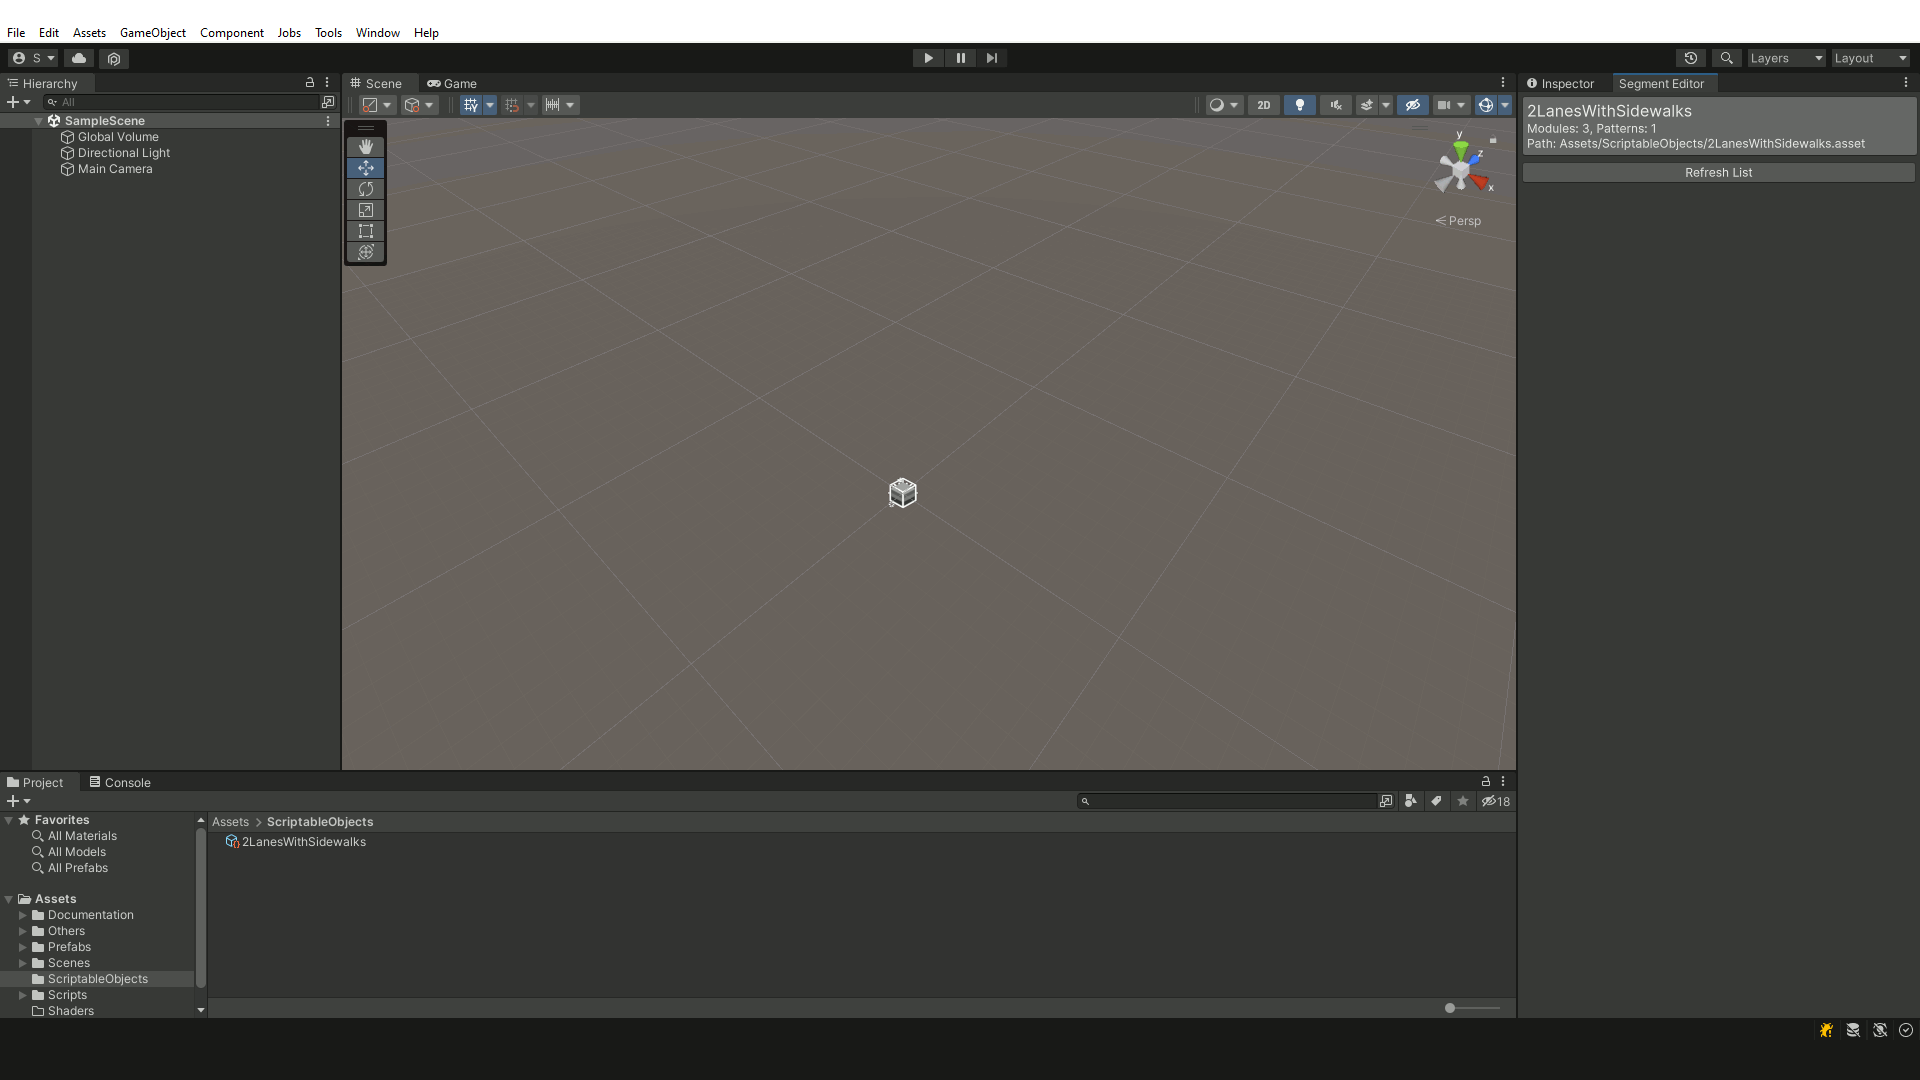 File Edit Assets GameObject Component Jobs Tools Window Help
S Layers Layout
Hierarchy
All
SampleScene
Global Volume
Directional Light
Main Camera
Scene Game
2D
y
z
x
Persp
Inspector Segment Editor
2LanesWithSidewalks
Modules: 3, Patterns: 1
Path: Assets/ScriptableObjects/2LanesWithSidewalks.asset
Refresh List
Project Console
18
Favorites
All Materials
All Models
All Prefabs
Assets
Documentation
Others
Prefabs
Scenes
ScriptableObjects
Scripts
Shaders
Assets > ScriptableObjects
2LanesWithSidewalks